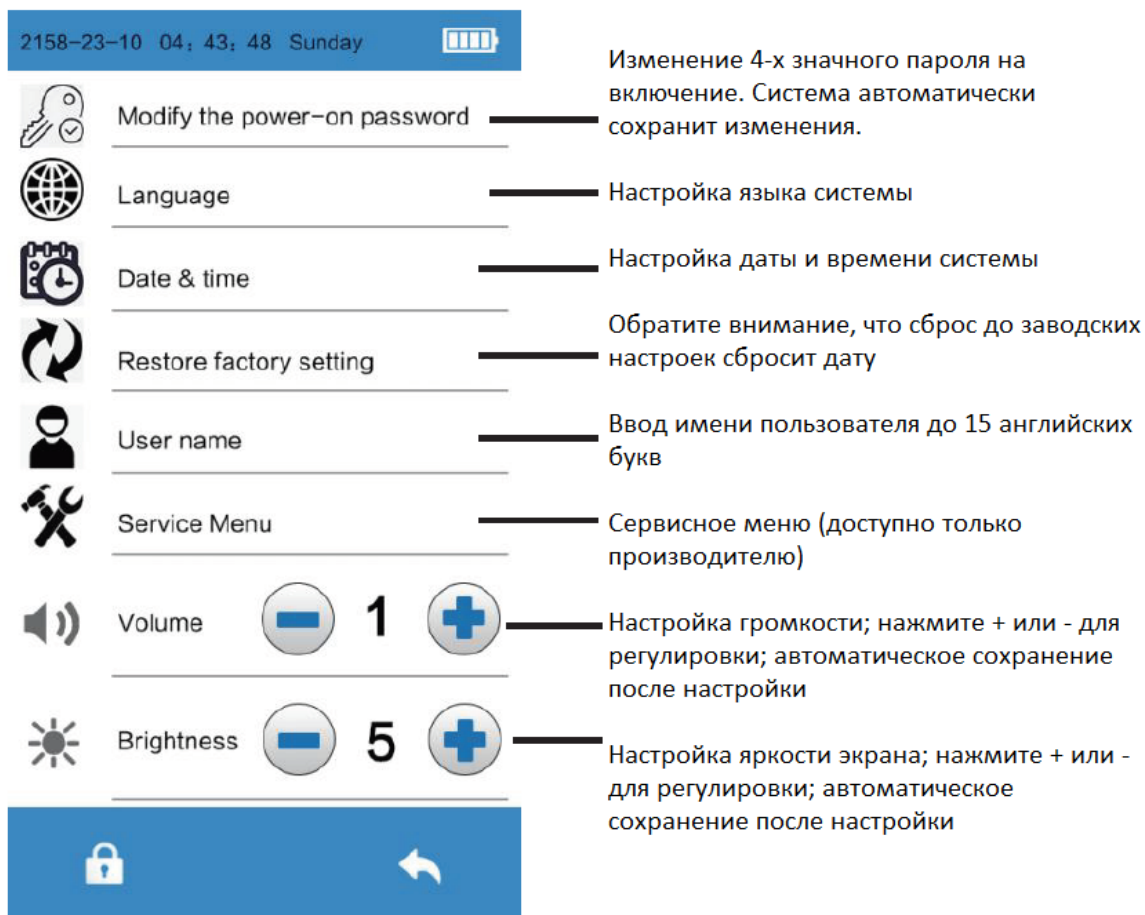 2158-23-10 04; 43; 48 Sunday
Modify the power-on password
Изменение 4-х значного пароля на
включение. Система автоматически
сохранит изменения.
Language
Настройка языка системы
Date & time
Настройка даты и времени системы
Restore factory setting
Обратите внимание, что сброс до заводских
настроек сбросит дату
User name
Ввод имени пользователя до 15 английских
букв
Service Menu
Сервисное меню (доступно только
производителю)
Volume 1
Настройка громкости; нажмите + или - для
регулировки; автоматическое сохранение
после настройки
Brightness 5
Настройка яркости экрана; нажмите + или -
для регулировки; автоматическое
сохранение после настройки